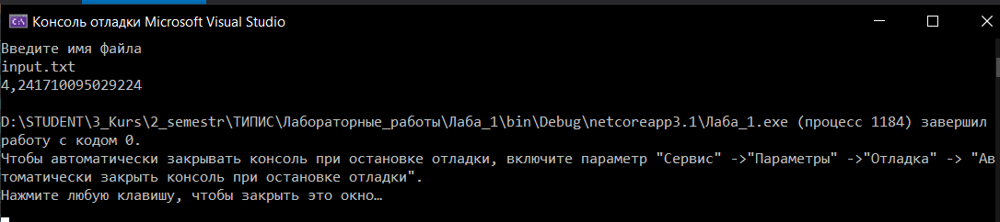 Консоль отладки Microsoft Visual Studio
Введите имя файла
input.txt
4,241710095029224
D:\STUDENT\3_Kurs\2_semestr\ТИПИС\Лабораторные_работы\Лаба_1\bin\Debug\netcoreapp3.1\Лаба_1.exe (процесс 1184) завершил
работу с кодом 0.
Чтобы автоматически закрывать консоль при остановке отладки, включите параметр "Сервис" ->"Параметры" ->"Отладка" -> "Ав
томатически закрыть консоль при остановке отладки".
Нажмите любую клавишу, чтобы закрыть это окно…